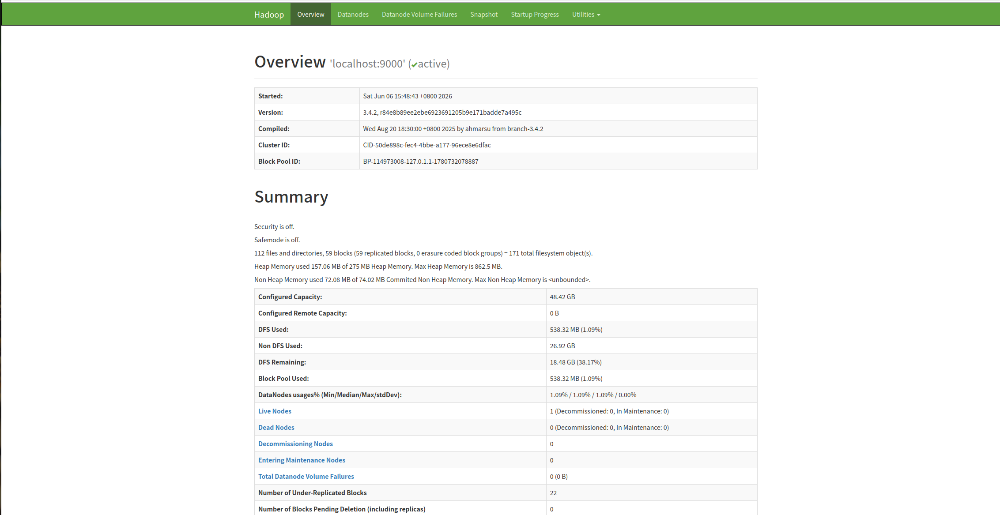 Hadoop Overview Datanodes Datanode Volume Failures Snapshot Startup Progress Utilities
Overview 'localhost:9000' (✔active)
Started: Sat Jun 06 15:48:43 +0800 2026
Version: 3.4.2, r84e8b89ee2ebe6923691205b9e171badde7a495c
Compiled: Wed Aug 20 18:30:00 +0800 2025 by ahmarsu from branch-3.4.2
Cluster ID: CID-50de898c-fec4-4bbe-a177-96ece8e6dfac
Block Pool ID: BP-114973008-127.0.1.1-1780732078887
Summary
Security is off.
Safemode is off.
112 files and directories, 59 blocks (59 replicated blocks, 0 erasure coded block groups) = 171 total filesystem object(s).
Heap Memory used 157.06 MB of 275 MB Heap Memory. Max Heap Memory is 862.5 MB.
Non Heap Memory used 72.08 MB of 74.02 MB Commited Non Heap Memory. Max Non Heap Memory is <unbounded>.
Configured Capacity: 48.42 GB
Configured Remote Capacity: 0 B
DFS Used: 538.32 MB (1.09%)
Non DFS Used: 26.92 GB
DFS Remaining: 18.48 GB (38.17%)
Block Pool Used: 538.32 MB (1.09%)
DataNodes usages% (Min/Median/Max/stdDev): 1.09% / 1.09% / 1.09% / 0.00%
Live Nodes 1 (Decommissioned: 0, In Maintenance: 0)
Dead Nodes 0 (Decommissioned: 0, In Maintenance: 0)
Decommissioning Nodes 0
Entering Maintenance Nodes 0
Total Datanode Volume Failures 0 (0 B)
Number of Under-Replicated Blocks 22
Number of Blocks Pending Deletion (including replicas) 0